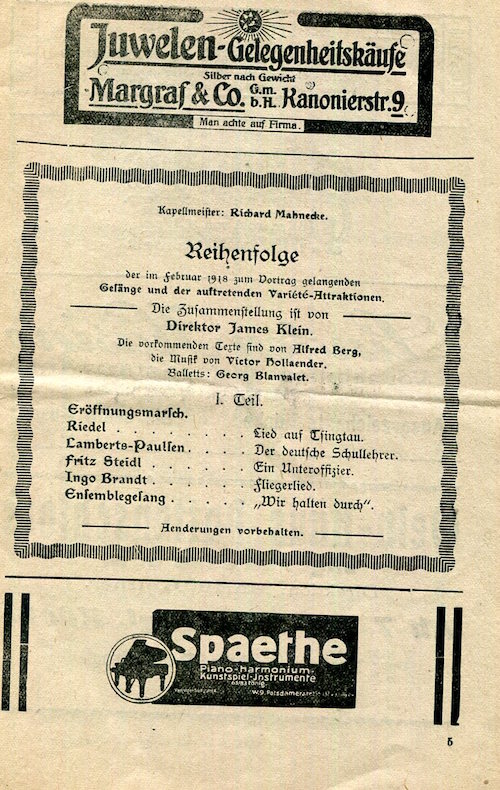 Juwelen-Gelegenheitskäufe
Silber nach Gewicht
Margraf & Co. G.m.b.H. Kanonierstr. 9
Man achte auf Firma.
Kapellmeister: Richard Mahnecke.
Reihenfolge
der im Februar 1918 zum Vortrag gelangenden
Gesänge und der auftretenden Variété-Attraktionen.
Die Zusammenstellung ist von
Direktor James Klein.
Die vorkommenden Texte sind von Alfred Berg,
die Musik von Victor Hollaender.
Balletts: Georg Blanvalet.
I. Teil.
Eröffnungsmarsch.
Riedel . . . . . . . Lied auf Tsingtau.
Lamberts-Paulsen . . . . Der deutsche Schullehrer.
Fritz Steidl . . . . . . Ein Unteroffizier.
Ingo Brandt . . . . . . Fliegerlied.
Ensemblegesang . . . . . „Wir halten durch“.
Aenderungen vorbehalten.
Spaethe
Piano-Harmonium-
Kunstspiel-Instrumente
W.9. Potsdamerstr.
5